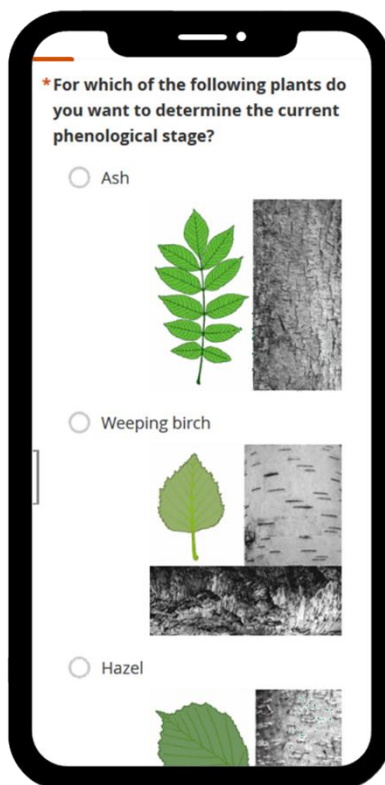 *For which of the following plants do
you want to determine the current
phenological stage?
Ash
Weeping birch
Hazel